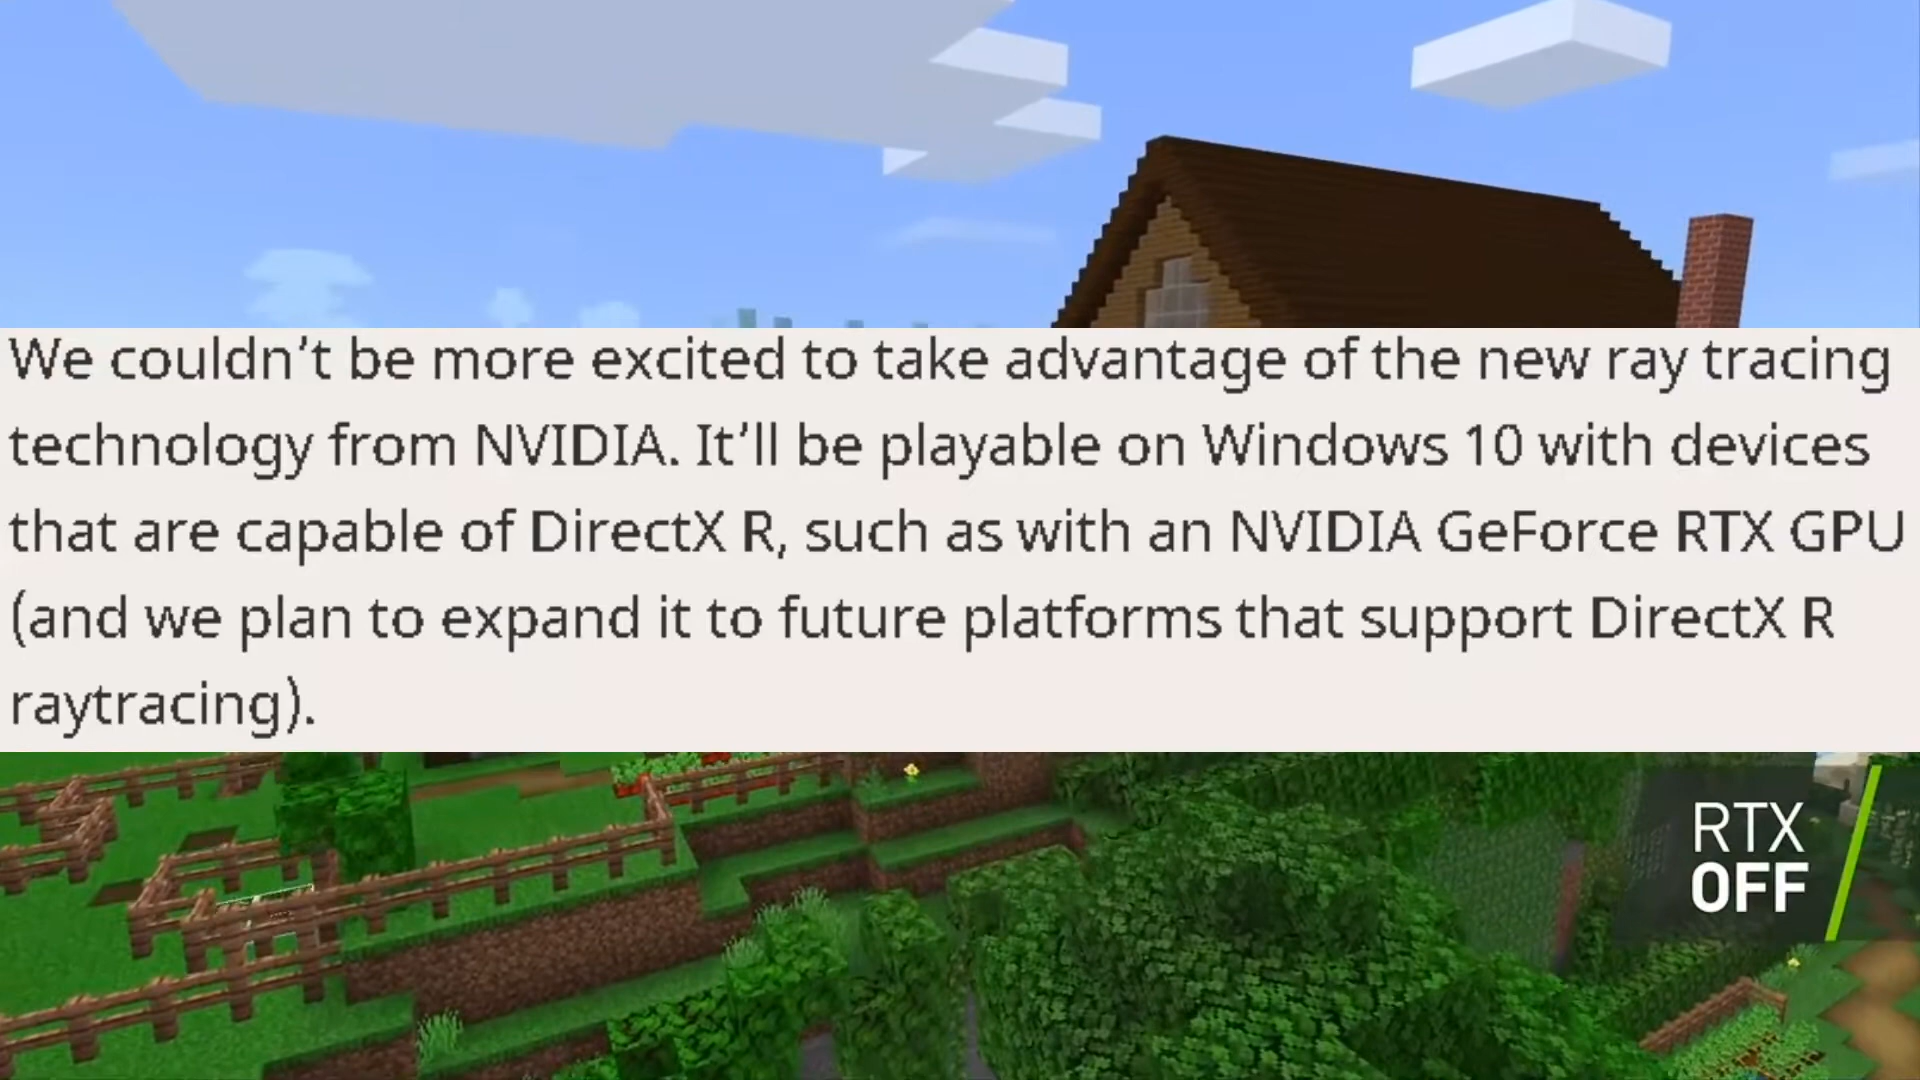 We couldn’t be more excited to take advantage of the new ray tracing
technology from NVIDIA. It’ll be playable on Windows 10 with devices
that are capable of DirectX R, such as with an NVIDIA GeForce RTX GPU
(and we plan to expand it to future platforms that support DirectX R
raytracing).
RTX
OFF